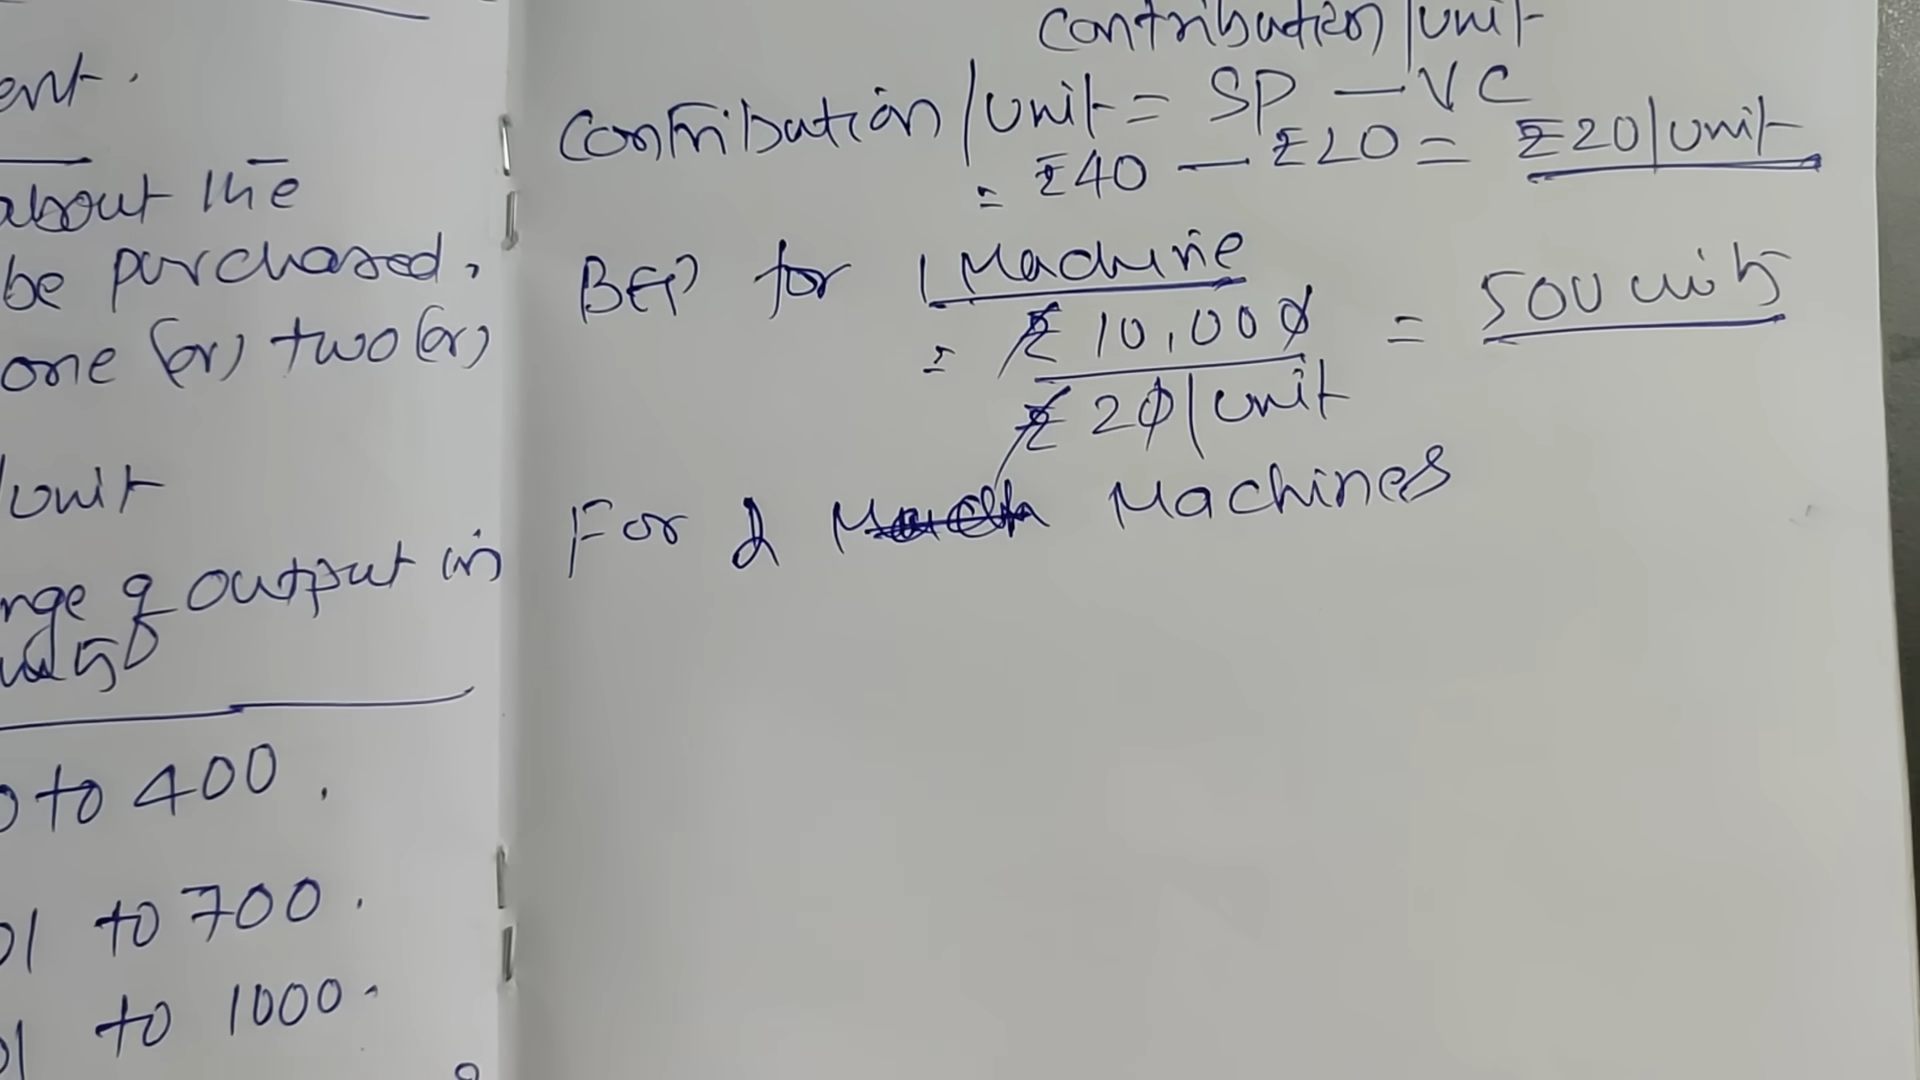 ent.
about the
be purchased,
one (or) two (or)
/unit
nge of output in
0 to 400.
01 to 700.
01 to 1000.
Contribution/unit
Contribution/unit = SP - VC
= ₹40 - ₹20 = ₹20/unit
BEP for 1 Machine
= ₹10,000 = 500 units
₹20/unit
For 2 Machines